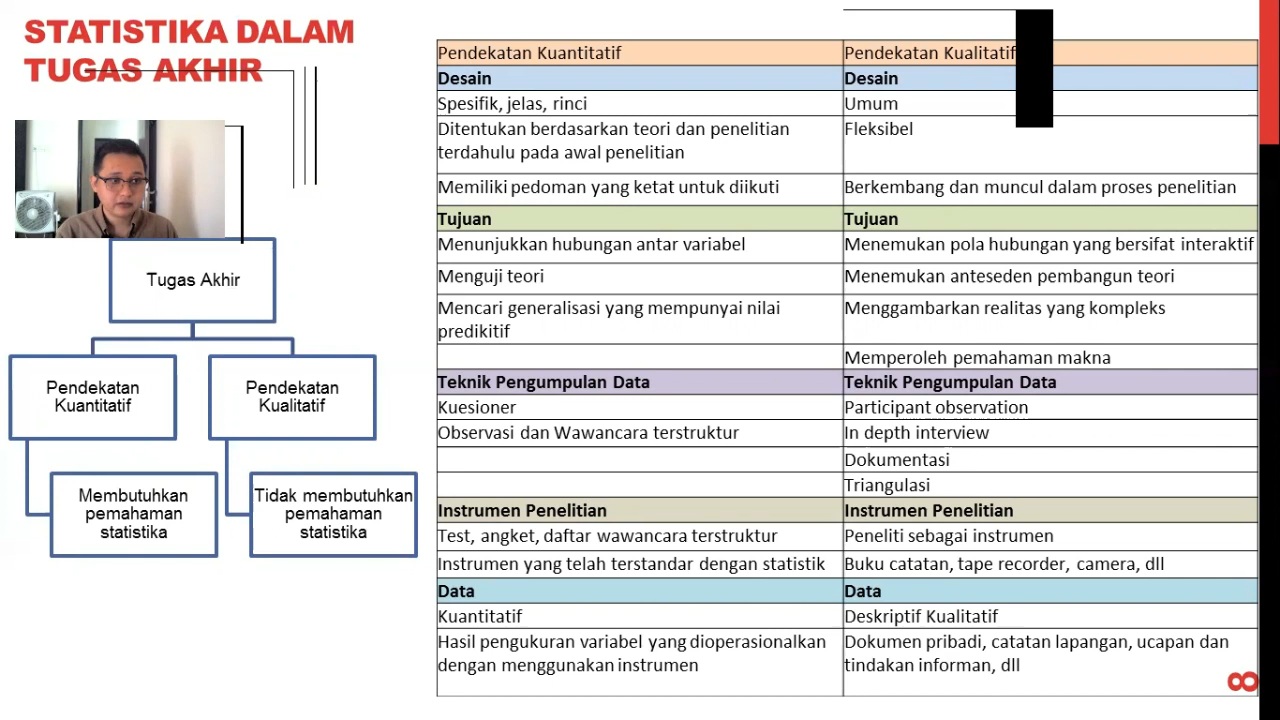 STATISTIKA DALAM
TUGAS AKHIR
Tugas Akhir
Pendekatan
Kuantitatif
Pendekatan
Kualitatif
Membutuhkan
pemahaman
statistika
Tidak membutuhkan
pemahaman
statistika
Pendekatan Kuantitatif
Pendekatan Kualitatif
Desain
Desain
Spesifik, jelas, rinci
Umum
Ditentukan berdasarkan teori dan penelitian
terdahulu pada awal penelitian
Fleksibel
Memiliki pedoman yang ketat untuk diikuti
Berkembang dan muncul dalam proses penelitian
Tujuan
Tujuan
Menunjukkan hubungan antar variabel
Menemukan pola hubungan yang bersifat interaktif
Menguji teori
Menemukan anteseden pembangun teori
Mencari generalisasi yang mempunyai nilai
predikitif
Menggambarkan realitas yang kompleks
Memperoleh pemahaman makna
Teknik Pengumpulan Data
Teknik Pengumpulan Data
Kuesioner
Participant observation
Observasi dan Wawancara terstruktur
In depth interview
Dokumentasi
Triangulasi
Instrumen Penelitian
Instrumen Penelitian
Test, angket, daftar wawancara terstruktur
Peneliti sebagai instrumen
Instrumen yang telah terstandar dengan statistik
Buku catatan, tape recorder, camera, dll
Data
Data
Kuantitatif
Deskriptif Kualitatif
Hasil pengukuran variabel yang dioperasionalkan
dengan menggunakan instrumen
Dokumen pribadi, catatan lapangan, ucapan dan
tindakan informan, dll